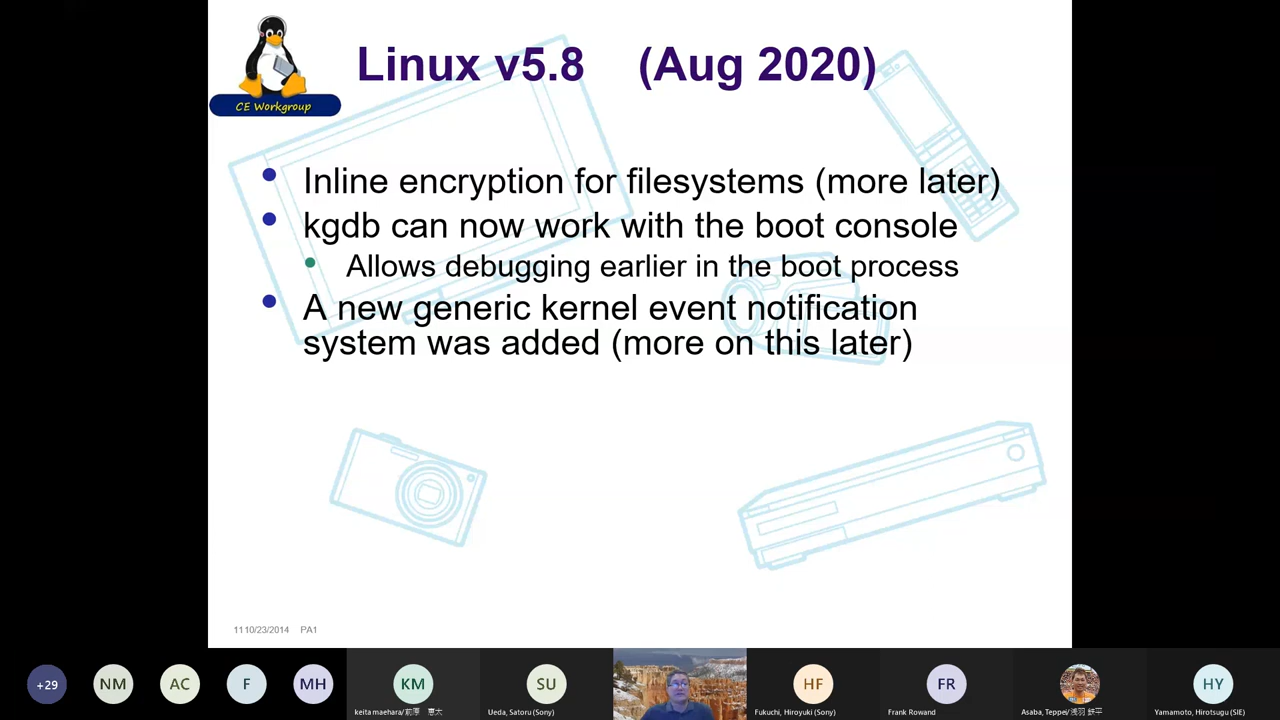 CE Workgroup
Linux v5.8 (Aug 2020)
Inline encryption for filesystems (more later)
kgdb can now work with the boot console
Allows debugging earlier in the boot process
A new generic kernel event notification
system was added (more on this later)
1110/23/2014 PA1
+29
NM
AC
F
MH
KM
SU
HF
FR
HY
keita maehara/前原 恵太
Ueda, Satoru (Sony)
Fukuchi, Hiroyuki (Sony)
Frank Rowand
Asaba, Teppei/浅羽 鉄平
Yamamoto, Hirotsugu (SIE)